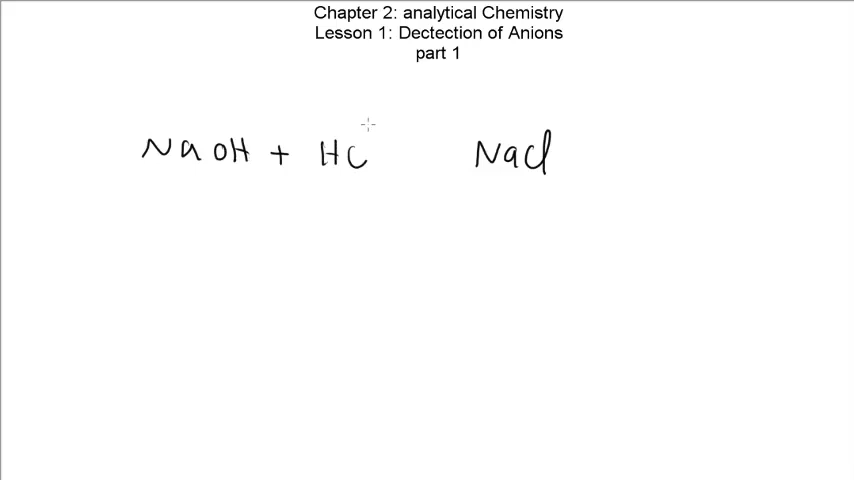 Chapter 2: analytical Chemistry
Lesson 1: Dectection of Anions
part 1
NaOH + HC NaCl